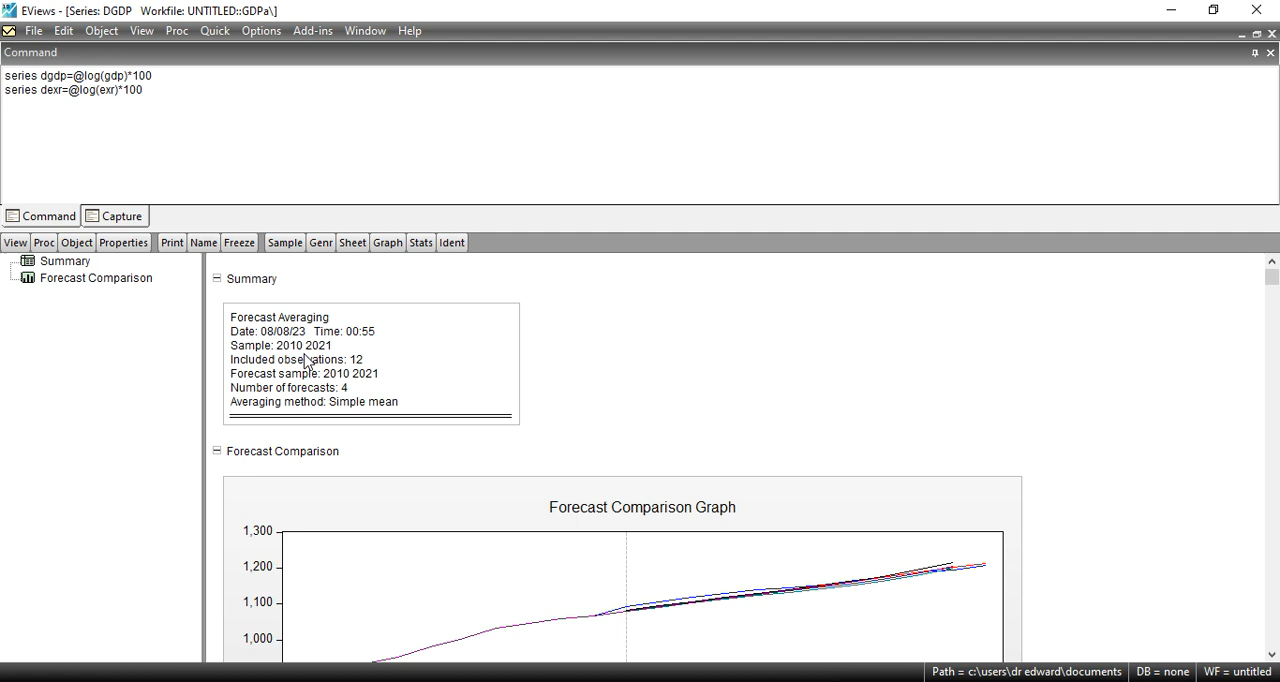 EViews - [Series: DGDP Workfile: UNTITLED::GDPa\]
File Edit Object View Proc Quick Options Add-ins Window Help
Command
series dgdp=@log(gdp)*100
series dexr=@log(exr)*100
Command Capture
View Proc Object Properties Print Name Freeze Sample Genr Sheet Graph Stats Ident
Summary
Forecast Comparison
Summary
Forecast Averaging
Date: 08/08/23 Time: 00:55
Sample: 2010 2021
Included observations: 12
Forecast sample: 2010 2021
Number of forecasts: 4
Averaging method: Simple mean
Forecast Comparison
Forecast Comparison Graph
1,300
1,200
1,100
1,000
Path = c:\users\dr edward\documents DB = none WF = untitled